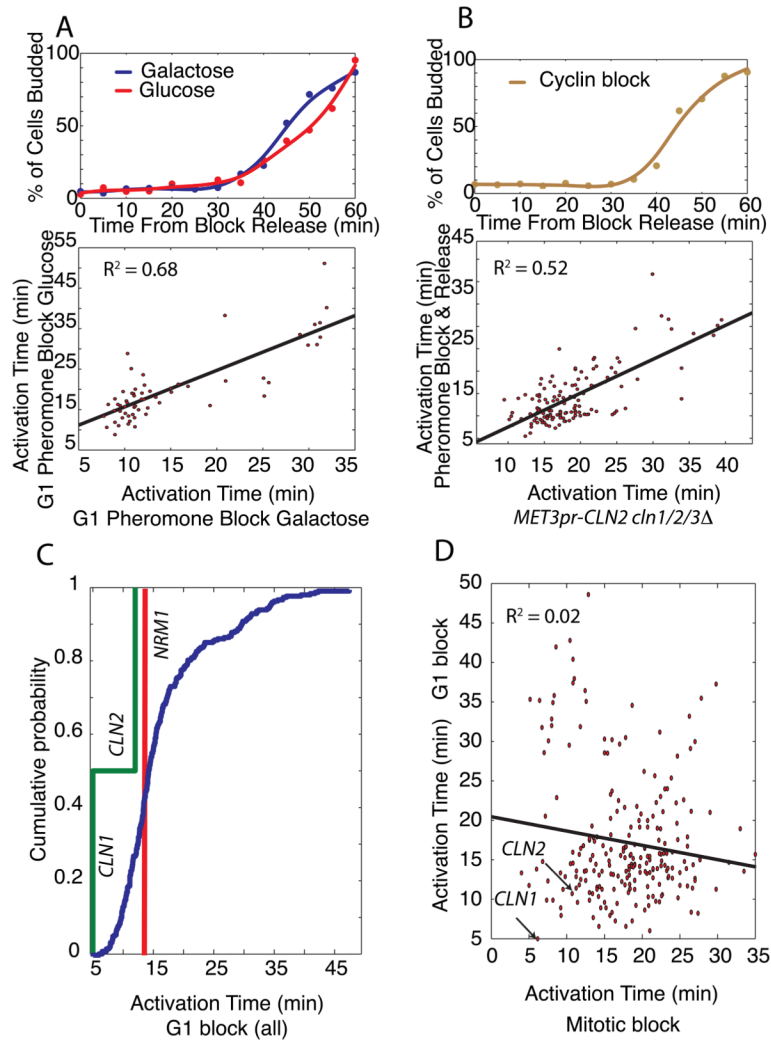 A
% of Cells Budded
100
50
0
Galactose
Glucose
0 10 20 30 40 50 60
Time From Block Release (min)
Activation Time (min)
G1 Pheromone Block Glucose
55
45
35
25
15
5
R² = 0.68
5 10 15 20 25 30 35
Activation Time (min)
G1 Pheromone Block Galactose
B
% of Cells Budded
100
50
0
Cyclin block
0 10 20 30 40 50 60
Time From Block Release (min)
Activation Time (min)
Pheromone Block & Release
45
35
25
15
5
R² = 0.52
10 15 20 25 30 35 40
Activation Time (min)
MET3pr-CLN2 cln1/2/3Δ
C
Cumulative probability
1
0.8
0.6
0.4
0.2
0
CLN1
CLN2
NRM1
5 15 25 35 45
Activation Time (min)
G1 block (all)
D
Activation Time (min) G1 block
50
45
40
35
30
25
20
15
10
5
R² = 0.02
CLN2
CLN1
0 5 10 15 20 25 30 35
Activation Time (min)
Mitotic block